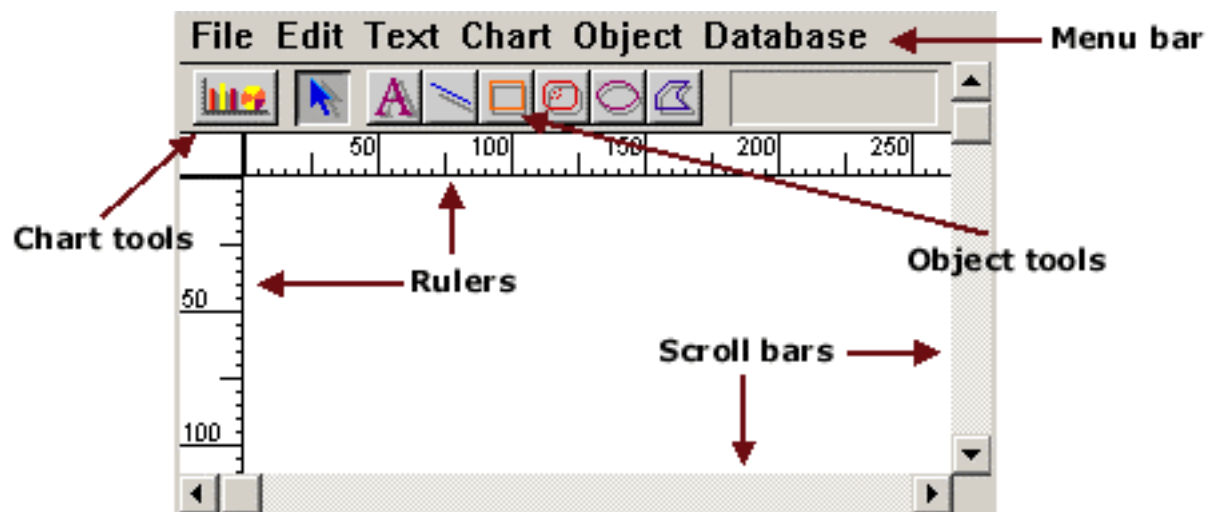 File Edit Text Chart Object Database
Menu bar
A
50 100 150 200 250
Chart tools
Object tools
Rulers
50
Scroll bars
100